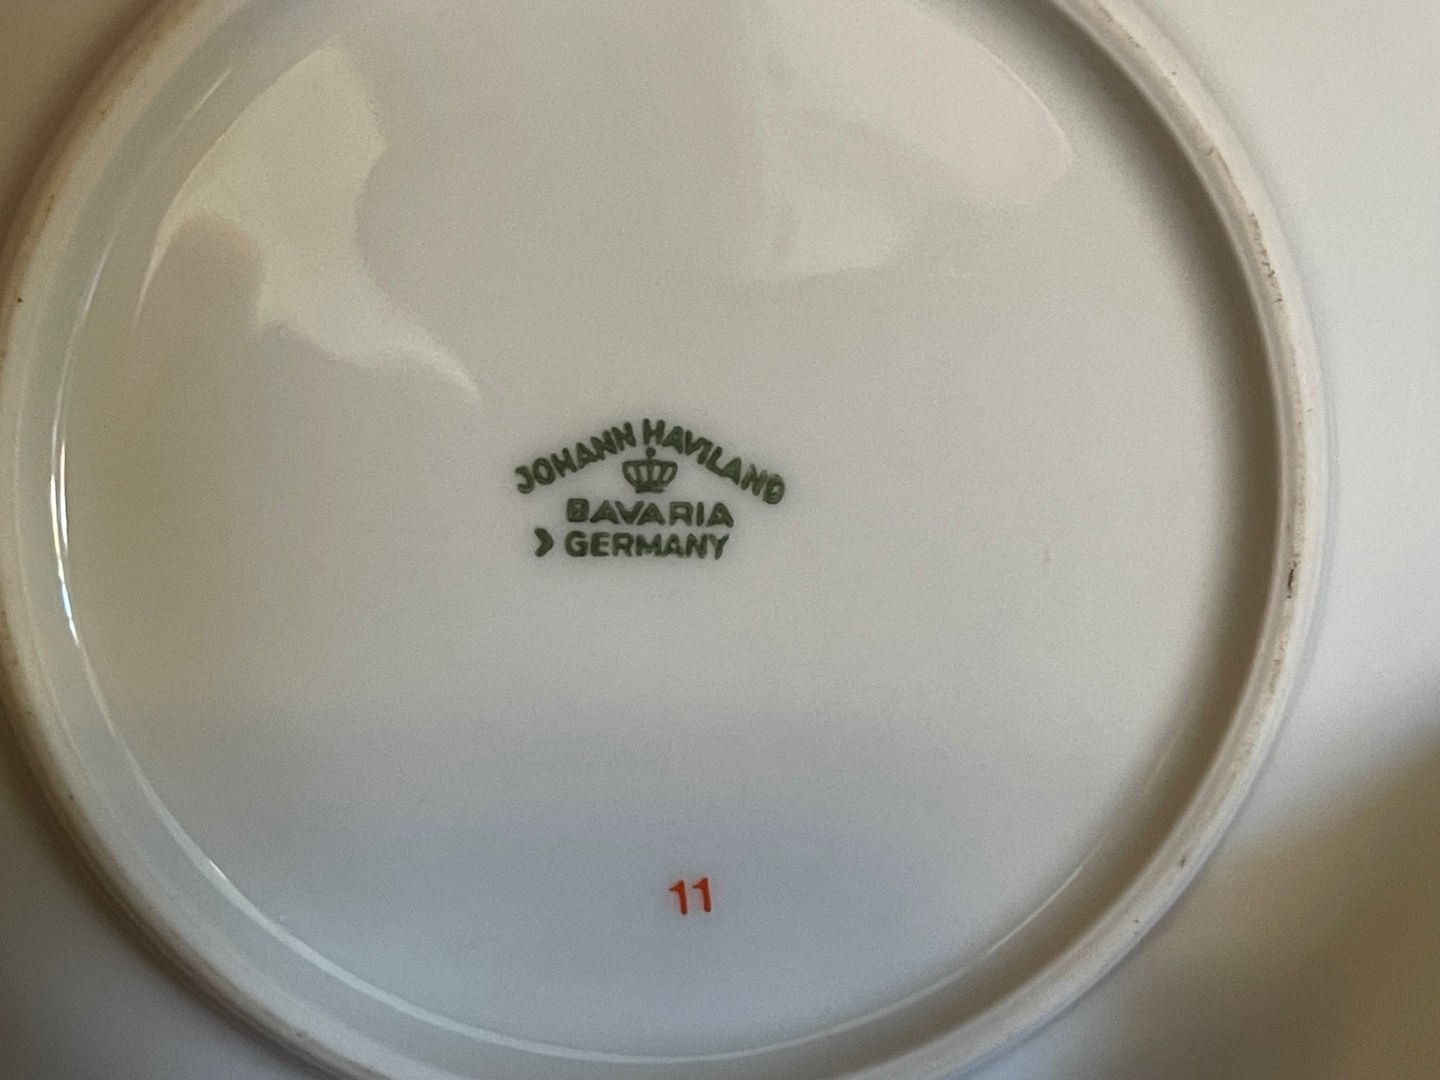 JOHANN HAVILAND
BAVARIA
GERMANY
11